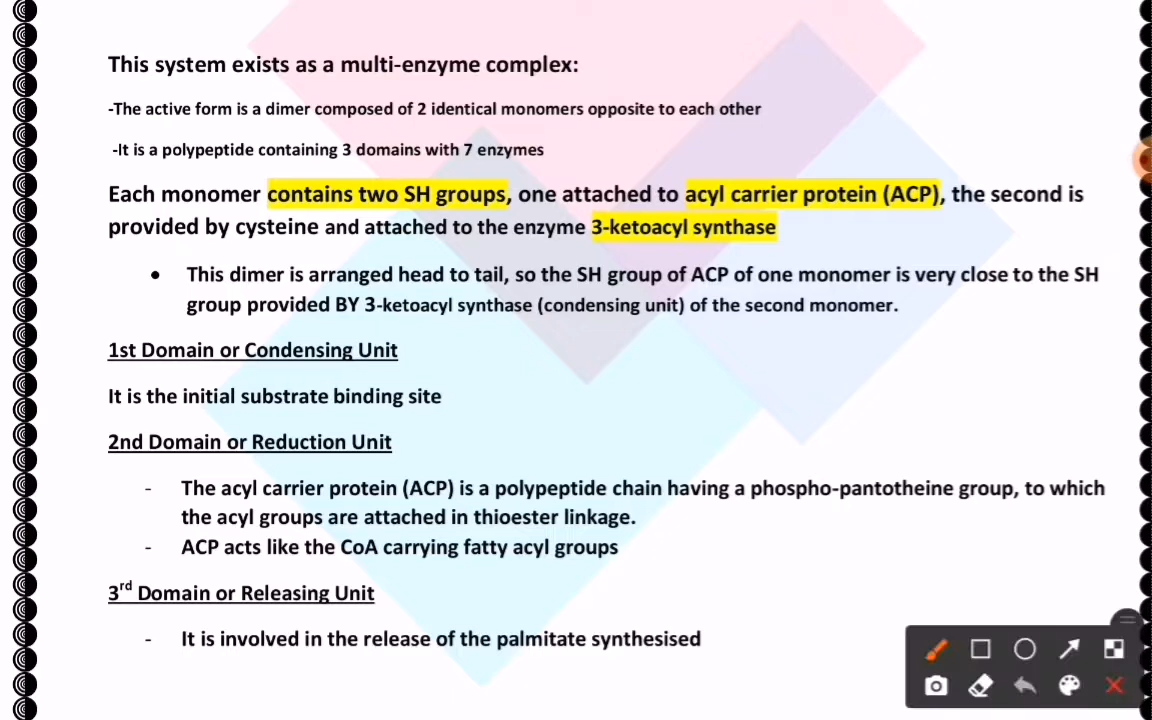 This system exists as a multi-enzyme complex:
-The active form is a dimer composed of 2 identical monomers opposite to each other
-It is a polypeptide containing 3 domains with 7 enzymes
Each monomer contains two SH groups, one attached to acyl carrier protein (ACP), the second is
provided by cysteine and attached to the enzyme 3-ketoacyl synthase
• This dimer is arranged head to tail, so the SH group of ACP of one monomer is very close to the SH
group provided BY 3-ketoacyl synthase (condensing unit) of the second monomer.
1st Domain or Condensing Unit
It is the initial substrate binding site
2nd Domain or Reduction Unit
- The acyl carrier protein (ACP) is a polypeptide chain having a phospho-pantotheine group, to which
the acyl groups are attached in thioester linkage.
- ACP acts like the CoA carrying fatty acyl groups
3rd Domain or Releasing Unit
- It is involved in the release of the palmitate synthesised